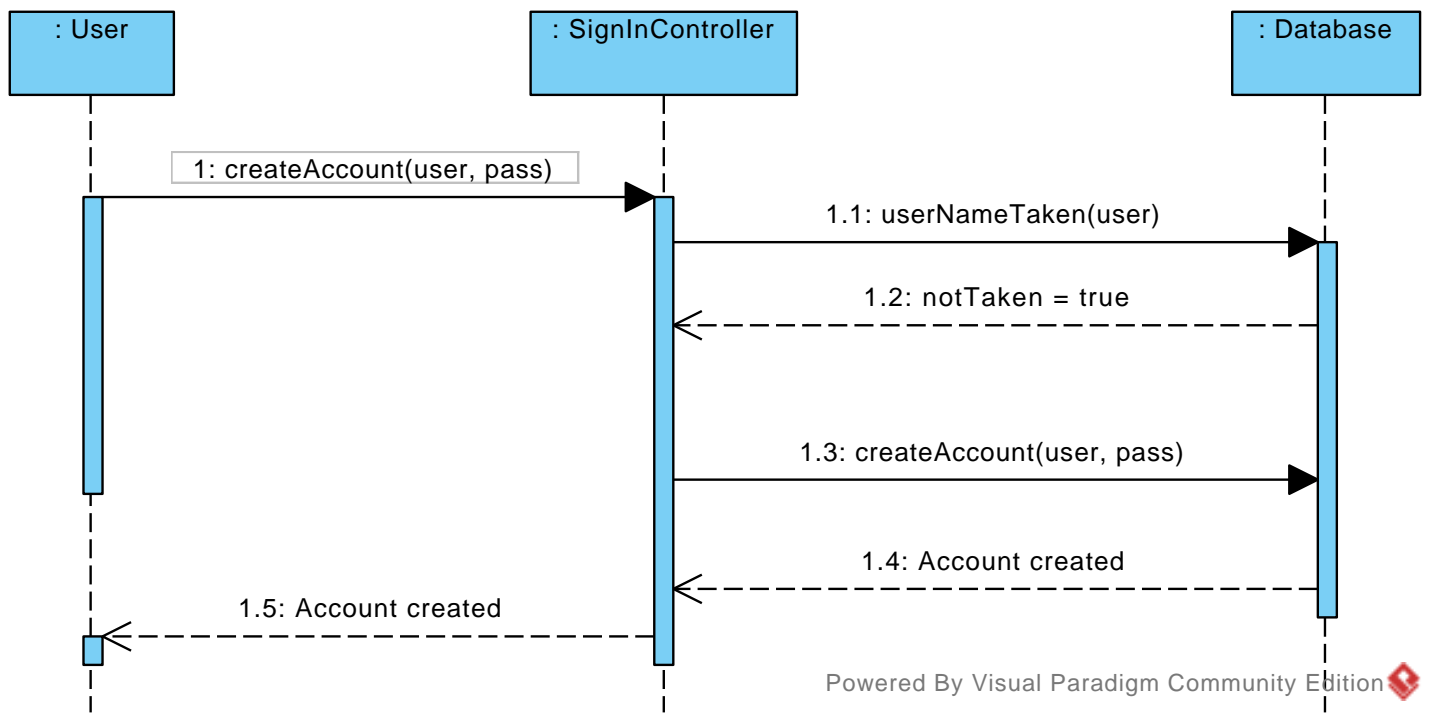 : User
: SignInController
: Database
1: createAccount(user, pass)
1.1: userNameTaken(user)
1.2: notTaken = true
1.3: createAccount(user, pass)
1.4: Account created
1.5: Account created
Powered By Visual Paradigm Community Edition